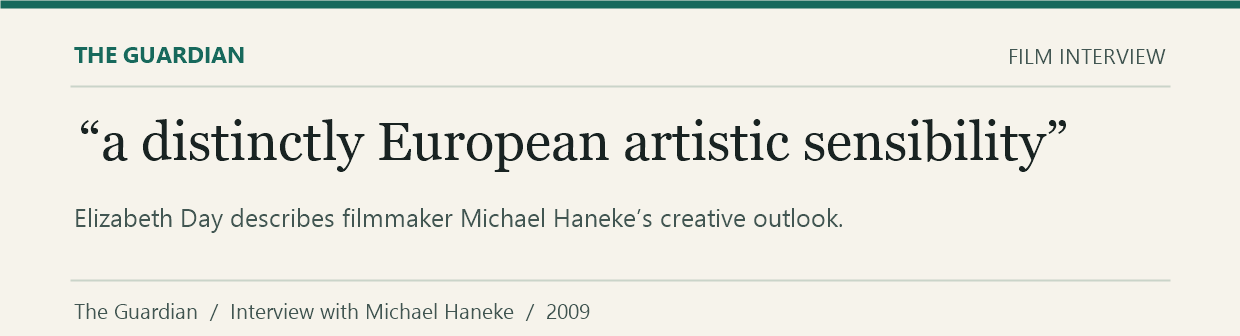 THE GUARDIAN
FILM INTERVIEW
“a distinctly European artistic sensibility”
Elizabeth Day describes filmmaker Michael Haneke’s creative outlook.
The Guardian / Interview with Michael Haneke / 2009